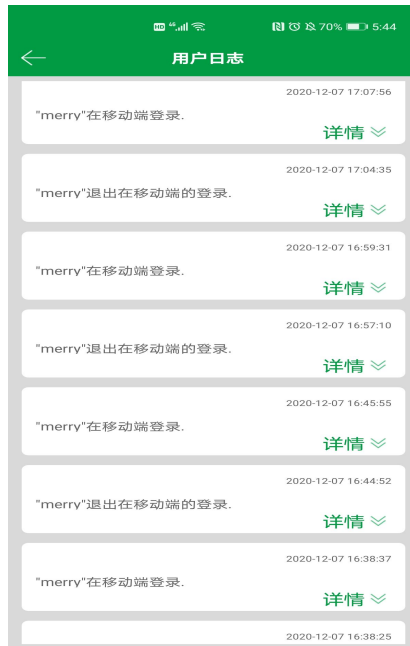 HD 4G 70% 5:44
用户日志
2020-12-07 17:07:56
"merry"在移动端登录.
详情
2020-12-07 17:04:35
"merry"退出在移动端的登录.
详情
2020-12-07 16:59:31
"merry"在移动端登录.
详情
2020-12-07 16:57:10
"merry"退出在移动端的登录.
详情
2020-12-07 16:45:55
"merry"在移动端登录.
详情
2020-12-07 16:44:52
"merry"退出在移动端的登录.
详情
2020-12-07 16:38:37
"merry"在移动端登录.
详情
2020-12-07 16:38:25